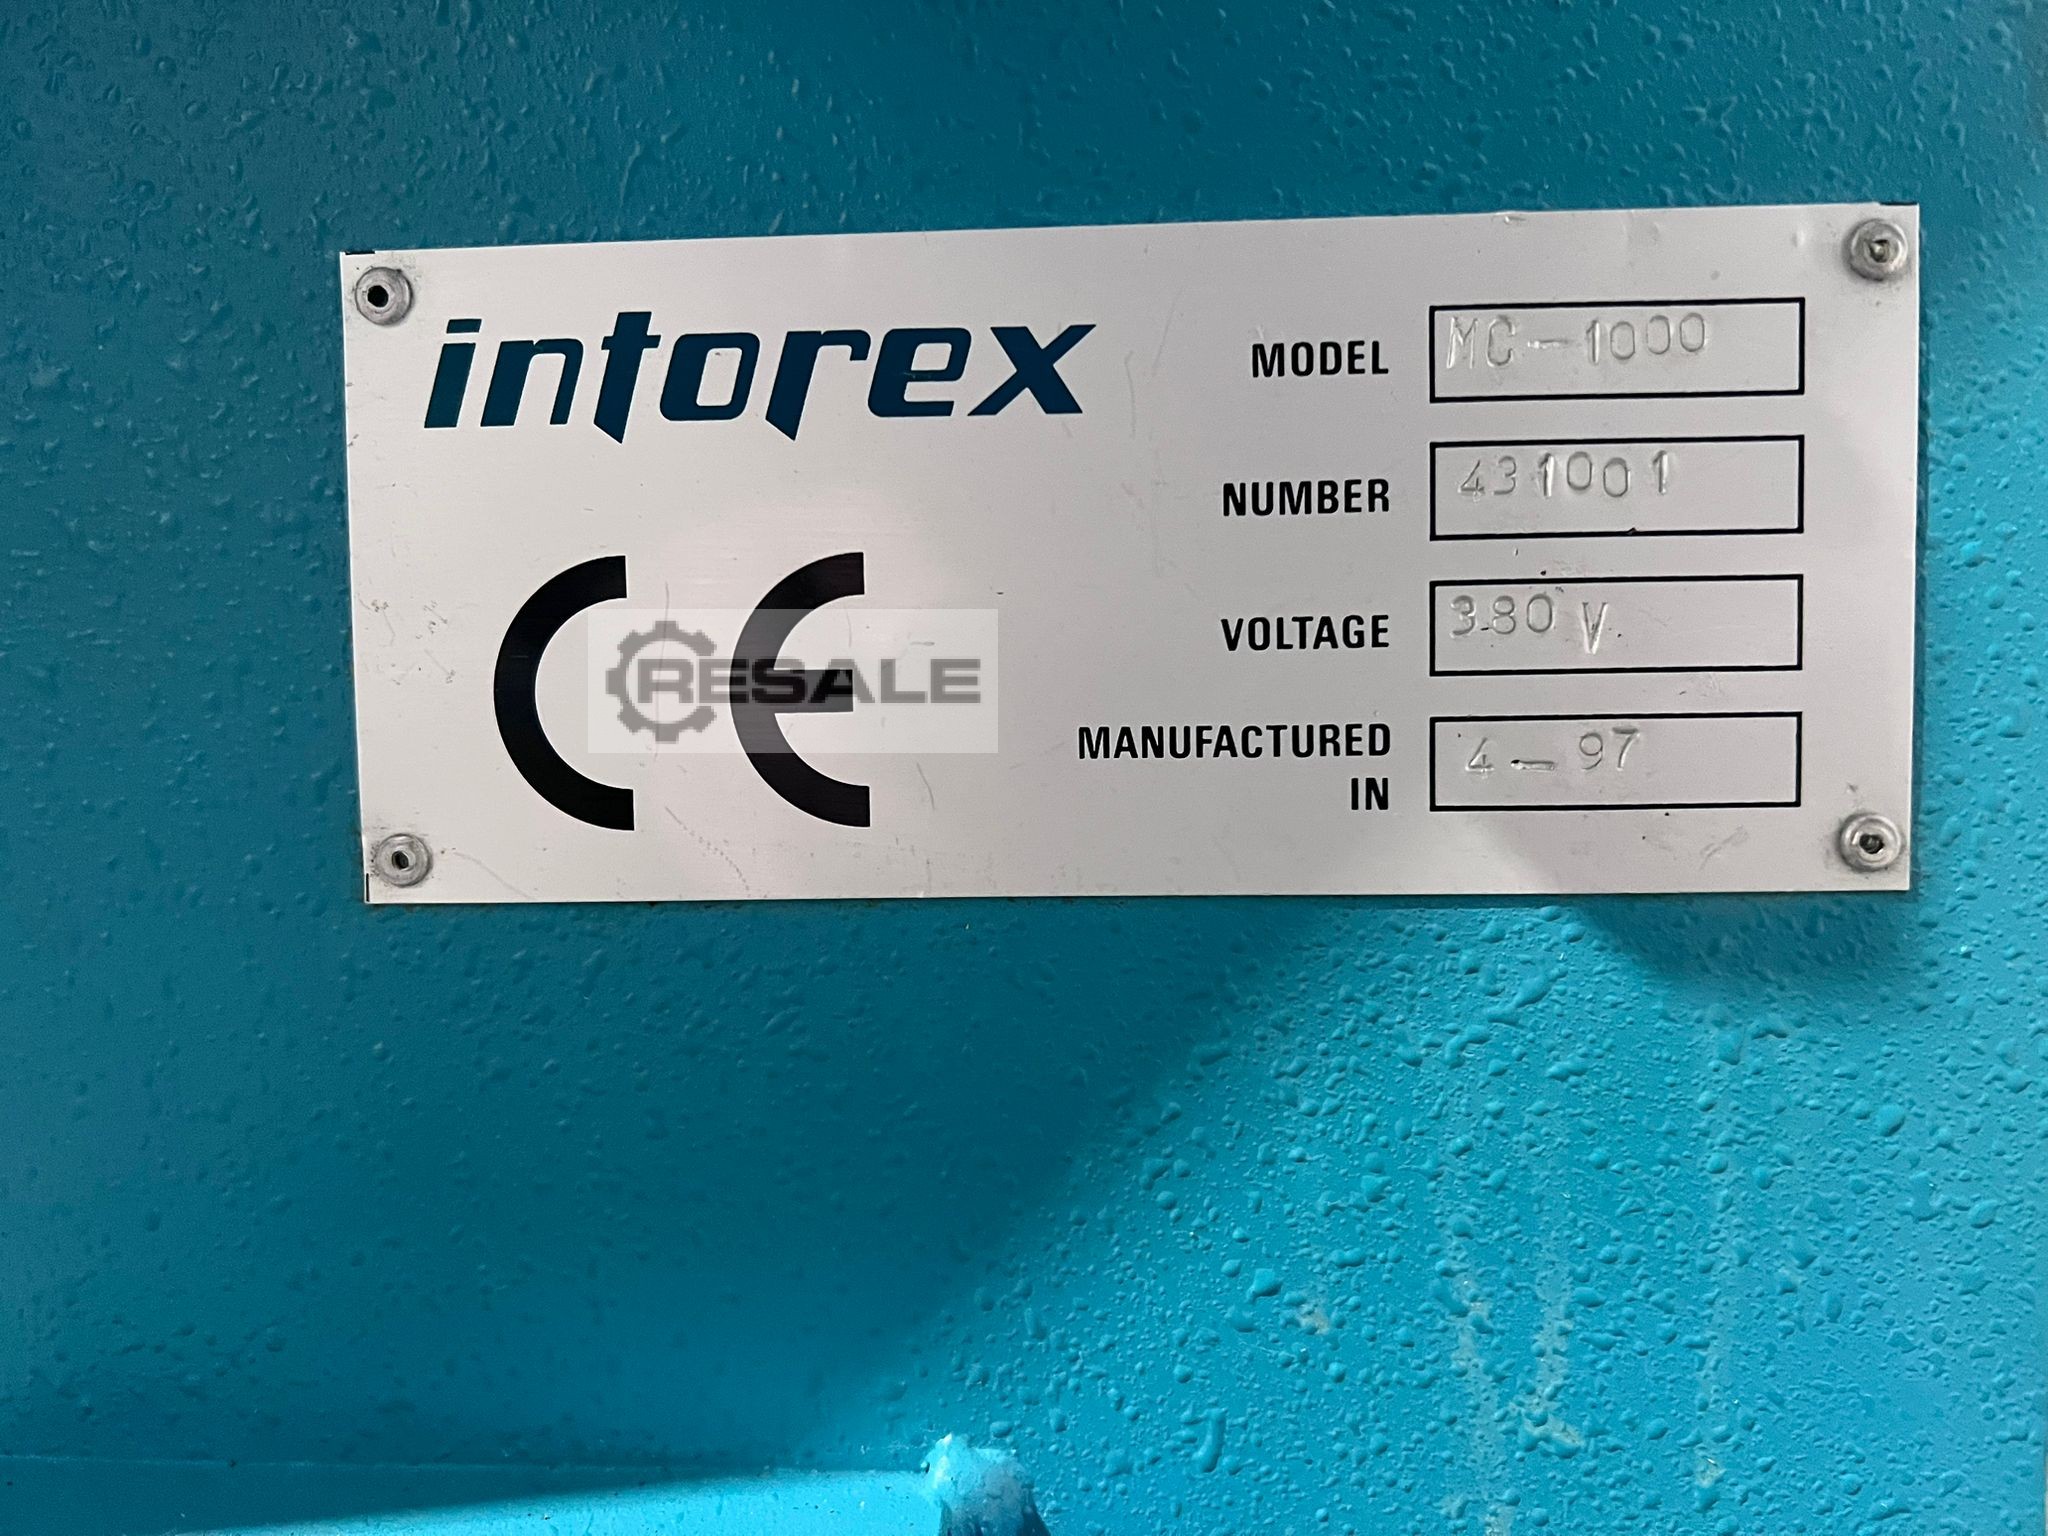 intorex
MODEL MC-1000
NUMBER 431001
VOLTAGE 380 V
MANUFACTURED
IN 4-97
CE
RESALE